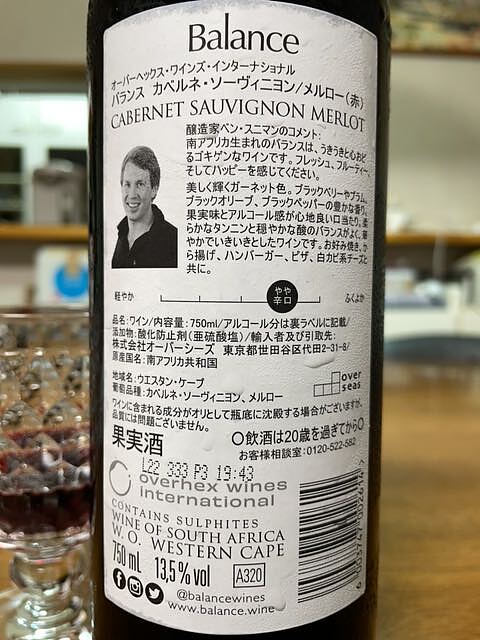 Balance
オーバーヘックス・ワインズ・インターナショナル
バランス カベルネ・ソーヴィニヨン/メルロー(赤)
CABERNET SAUVIGNON MERLOT
醸造家ベン・スニマンのコメント:
南アフリカ生まれのバランスは、うきうきと心おど
るゴキゲンなワインです。フレッシュ、フルーティー、
そしてハッピーを感じてください。
美しく輝くガーネット色。ブラックベリーやプラム、
ブラックオリーブ、ブラックペッパーの豊かな香り。
果実味とアルコール感が心地良い口当たり。柔
らかなタンニンと穏やかな酸のバランスがよく、華
やかでいきいきとしたワインです。お好み焼き、か
ら揚げ、ハンバーガー、ピザ、白カビ系チーズと
共に。
軽やか やや辛口 ふくよか
品名:ワイン/内容量:750ml/アルコール分は裏ラベルに記載/
添加物:酸化防止剤(亜硫酸塩)/輸入者及び引取先:
株式会社オーバーシーズ 東京都世田谷区代田2-31-8/
原産国名:南アフリカ共和国
地域名:ウエスタン・ケープ
葡萄品種:カベルネ・ソーヴィニヨン、メルロー
over
seas
ワインに含まれる成分がオリとして瓶底に沈殿する場合がございますが、
品質には問題ございません。
果実酒
〇飲酒は20歳を過ぎてから〇
お客様相談室:0120-522-582
L22 333 P3 19:43
overhex wines
international
CONTAINS SULPHITES
WINE OF SOUTH AFRICA
W. O. WESTERN CAPE
750 mL 13,5% vol A320
@balancewines
www.balance.wine